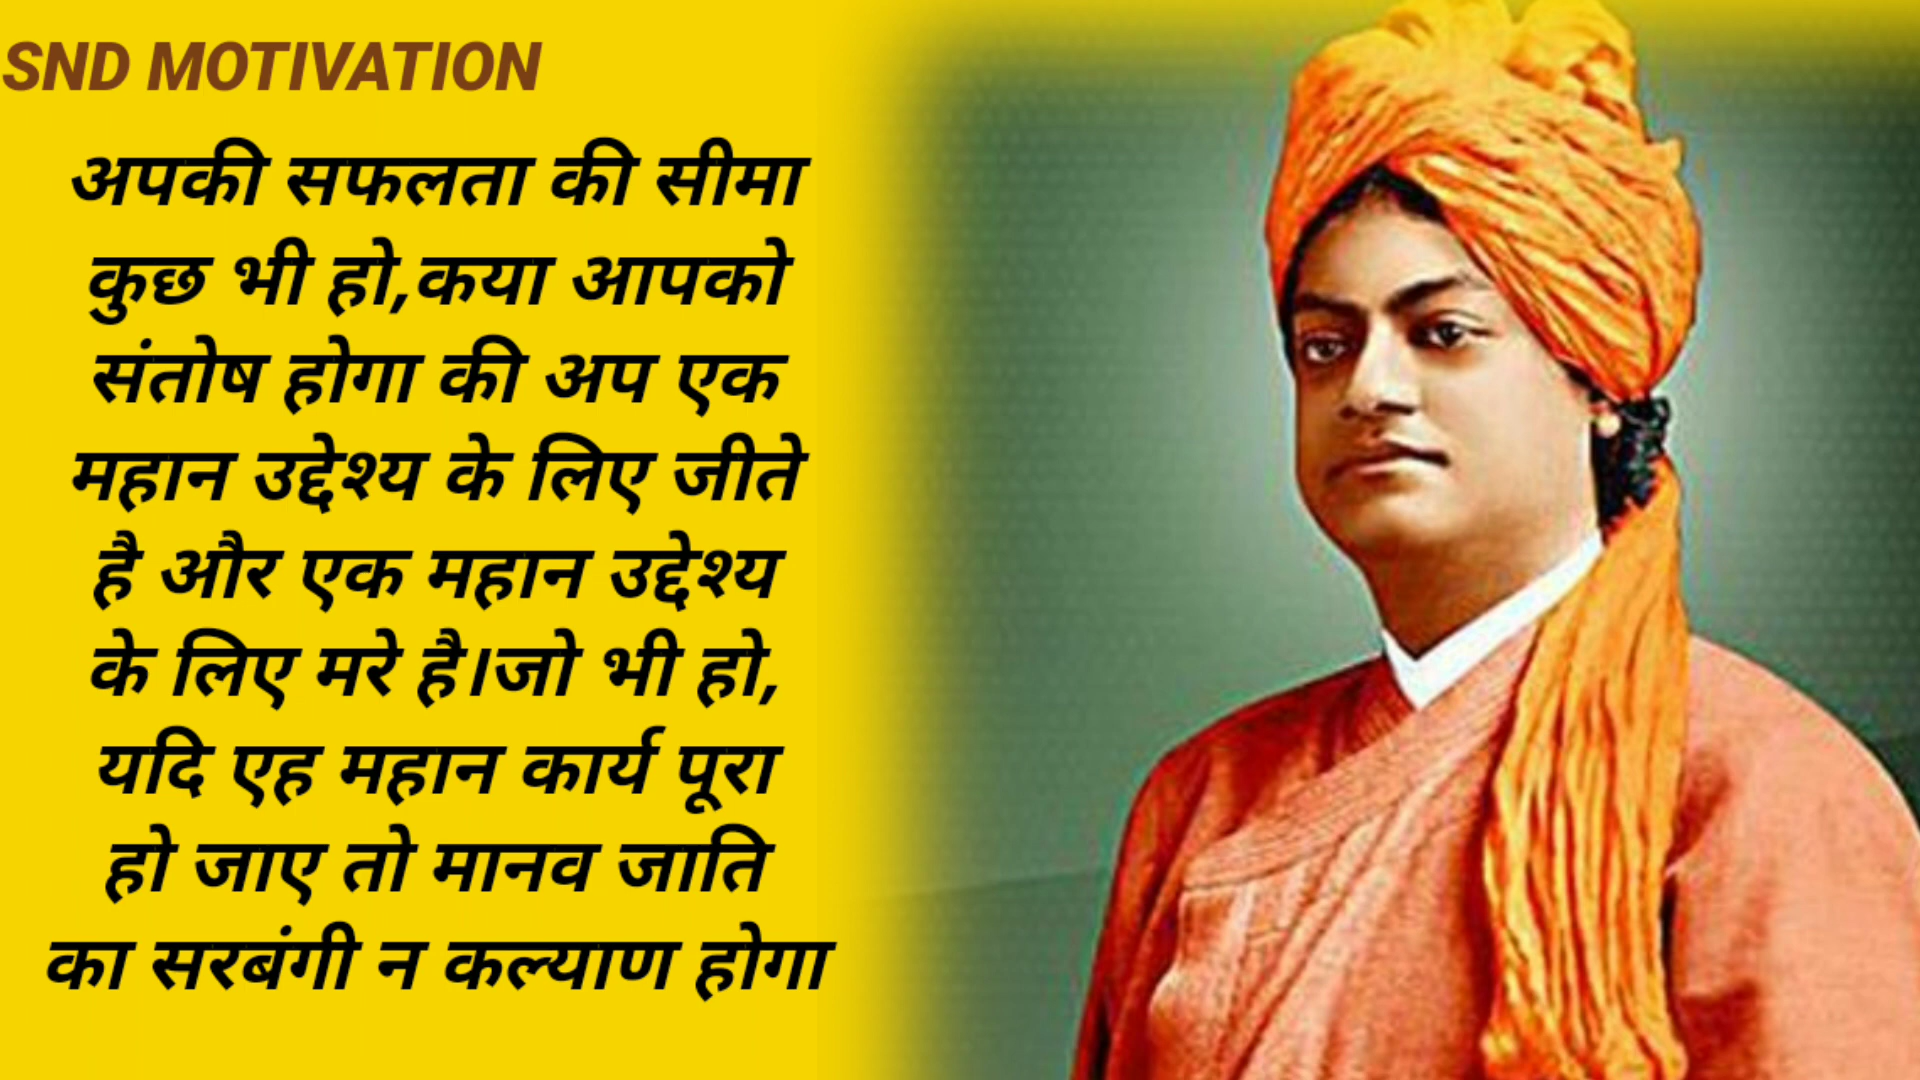 SND MOTIVATION
अपकी सफलता की सीमा
कुछ भी हो,कया आपको
संतोष होगा की अप एक
महान उद्देश्य के लिए जीते
है और एक महान उद्देश्य
के लिए मरे है।जो भी हो,
यदि एह महान कार्य पूरा
हो जाए तो मानव जाति
का सरबंगी न कल्याण होगा